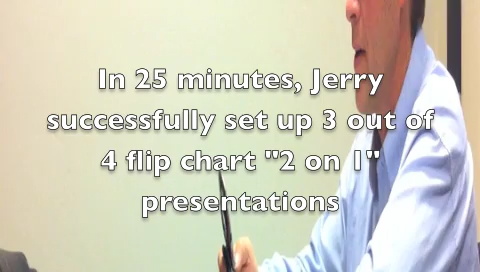 In 25 minutes, Jerry
successfully set up 3 out of
4 flip chart "2 on 1"
presentations